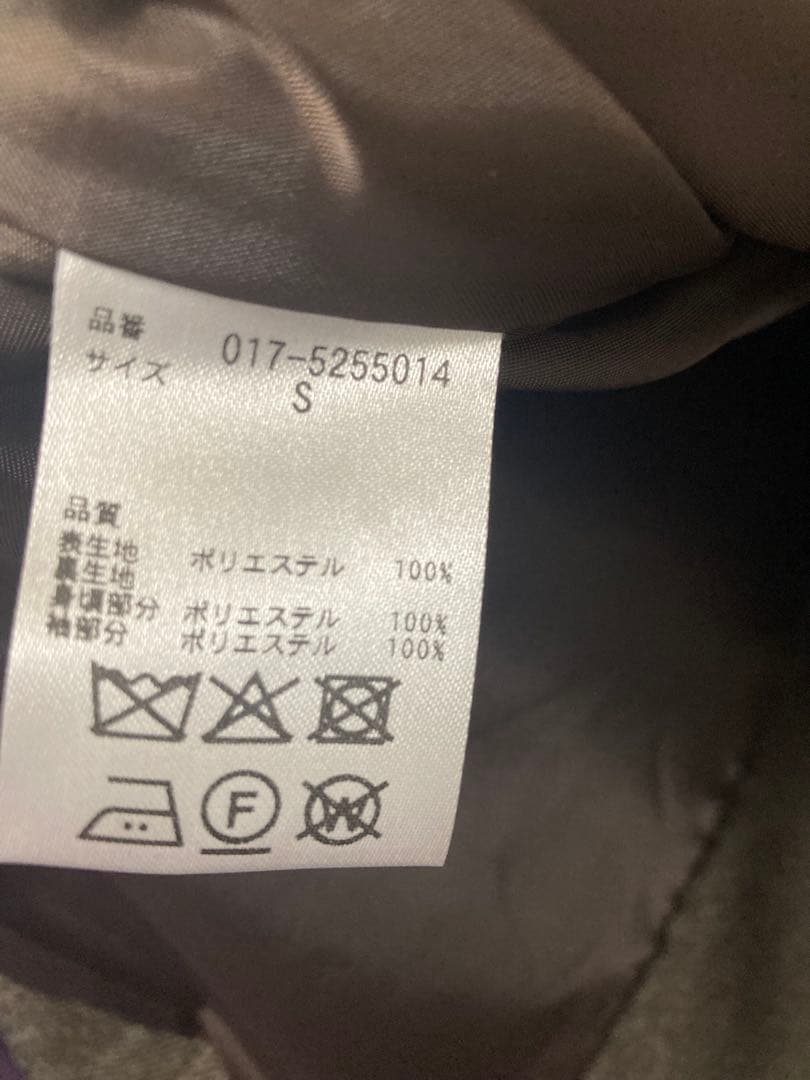 品番 017-5255014
サイズ S
品質
表生地 ポリエステル 100%
裏生地
身頃部分 ポリエステル 100%
袖部分 ポリエステル 100%
F
W